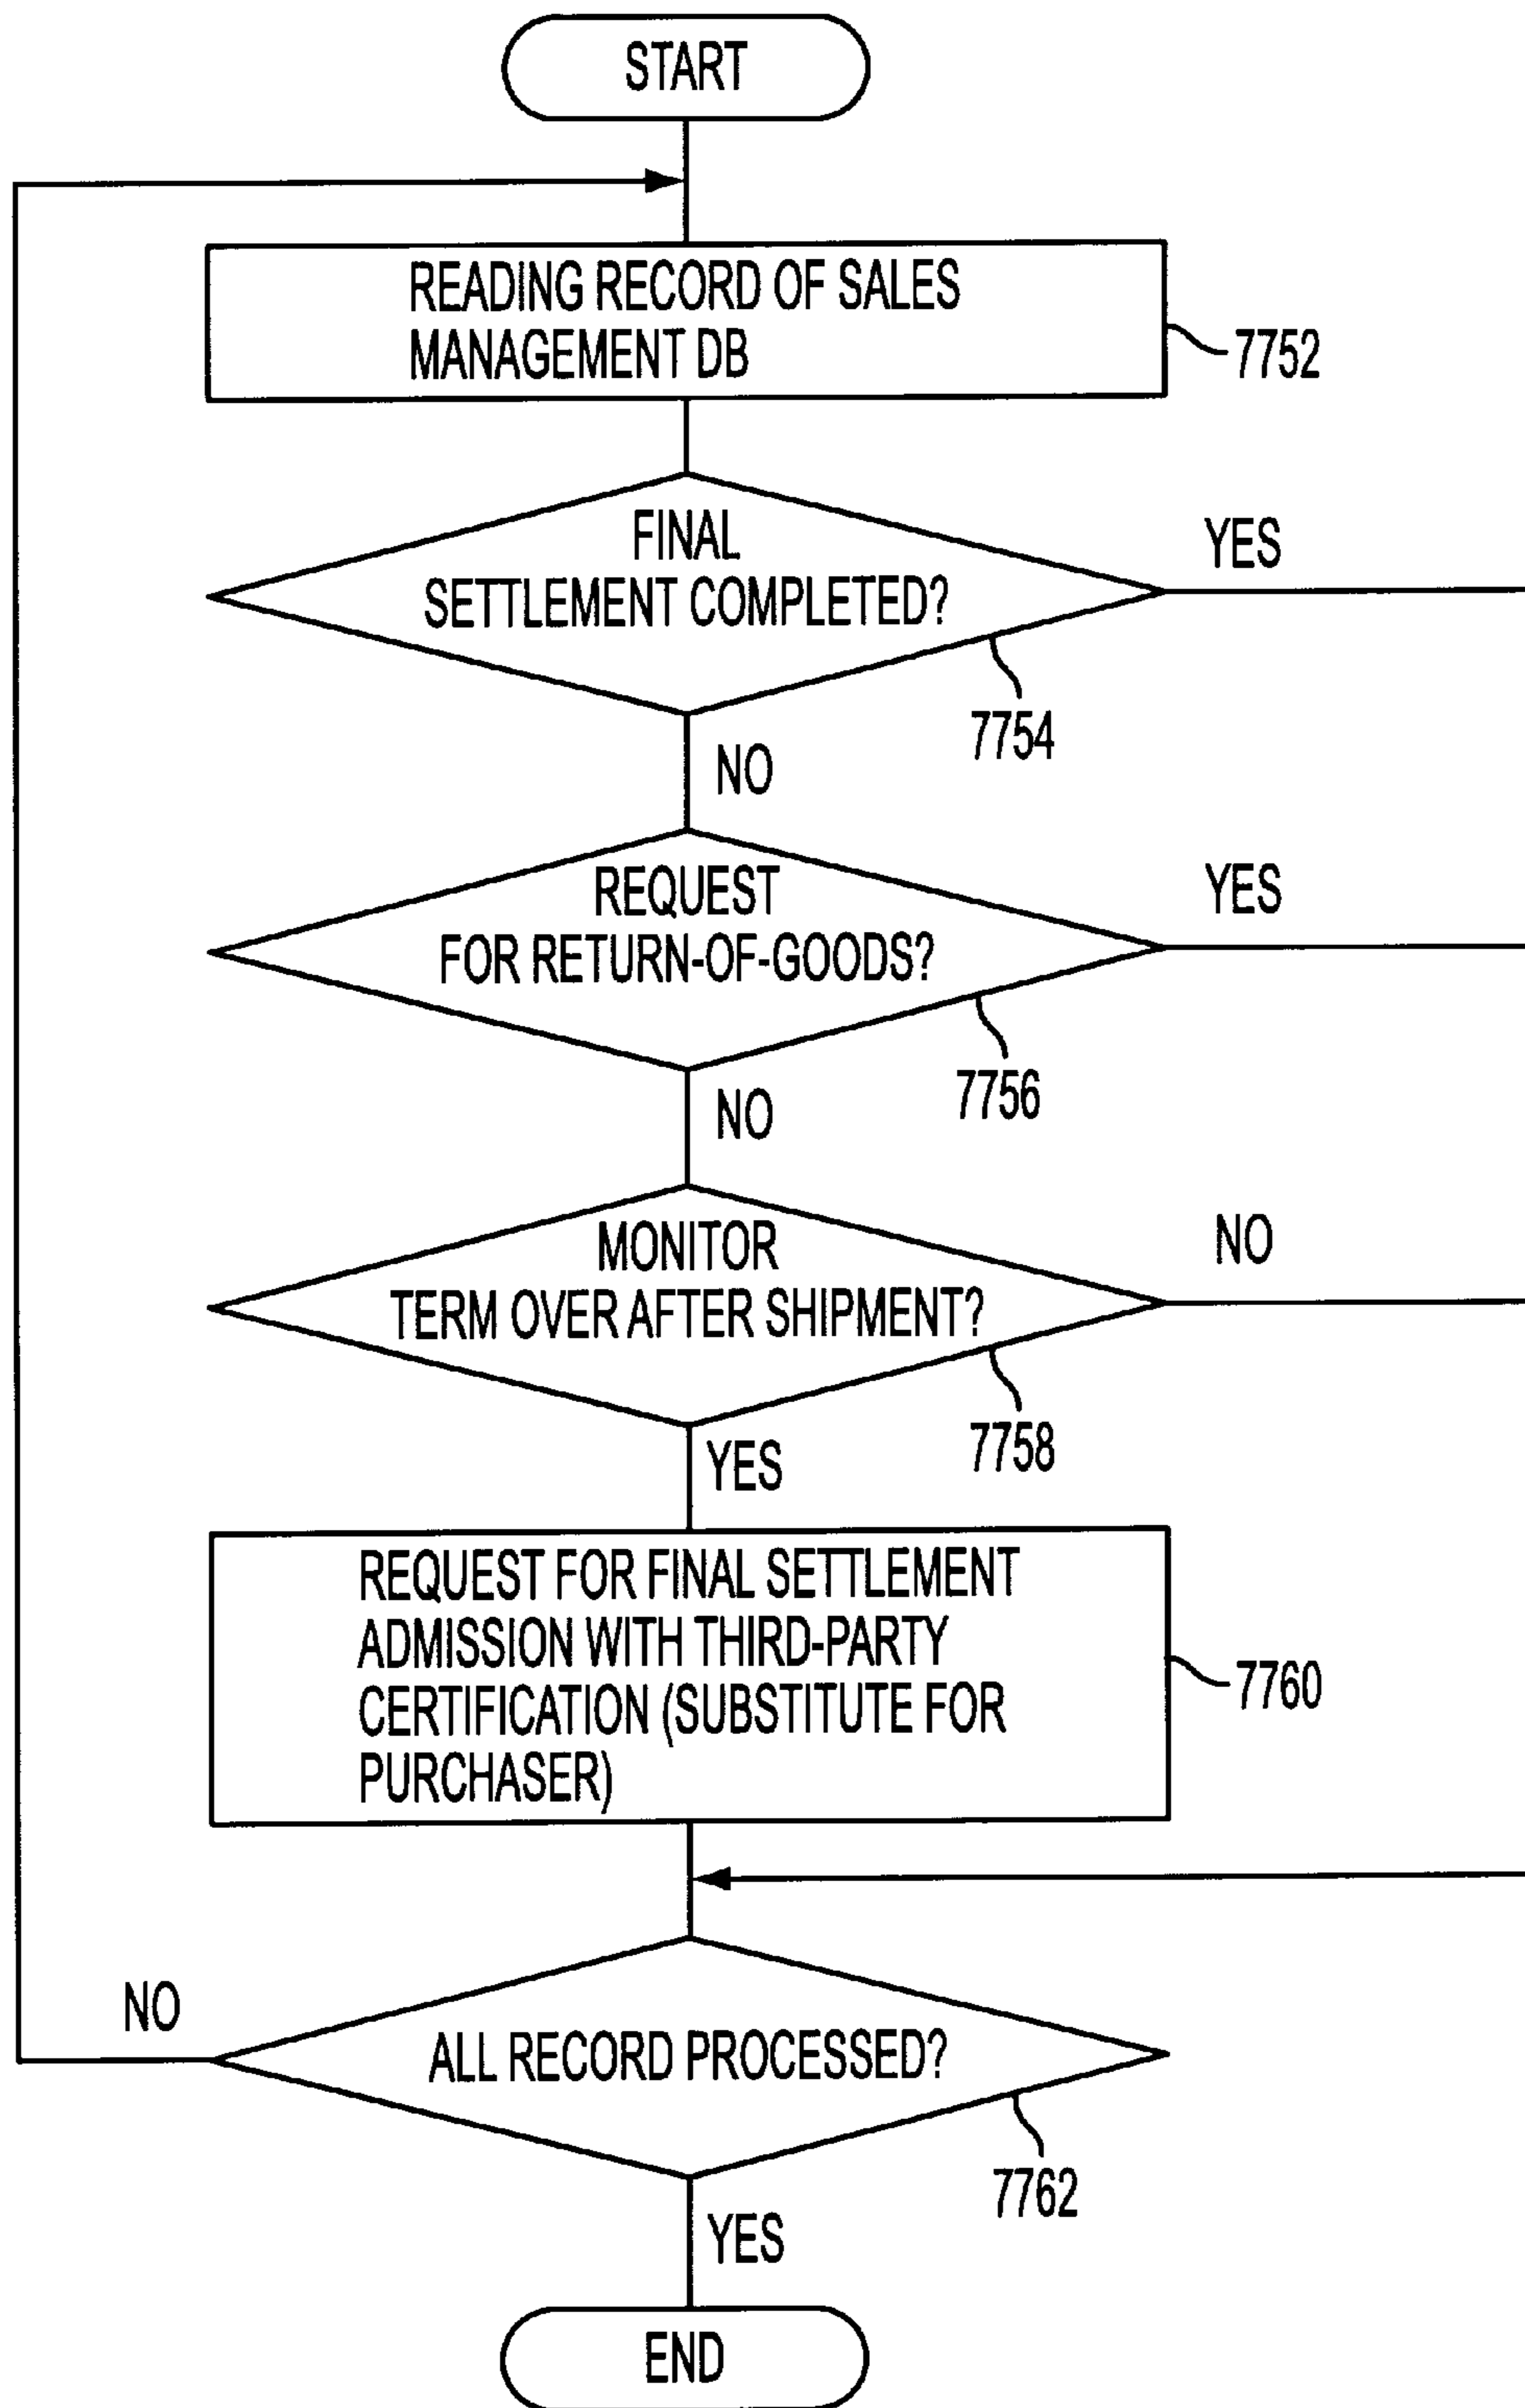 START
READING RECORD OF SALES
MANAGEMENT DB
7752
FINAL
SETTLEMENT COMPLETED?
YES
7754
NO
REQUEST
FOR RETURN-OF-GOODS?
YES
7756
NO
MONITOR
TERM OVER AFTER SHIPMENT?
NO
7758
YES
REQUEST FOR FINAL SETTLEMENT
ADMISSION WITH THIRD-PARTY
CERTIFICATION (SUBSTITUTE FOR
PURCHASER)
7760
NO
ALL RECORD PROCESSED?
7762
YES
END